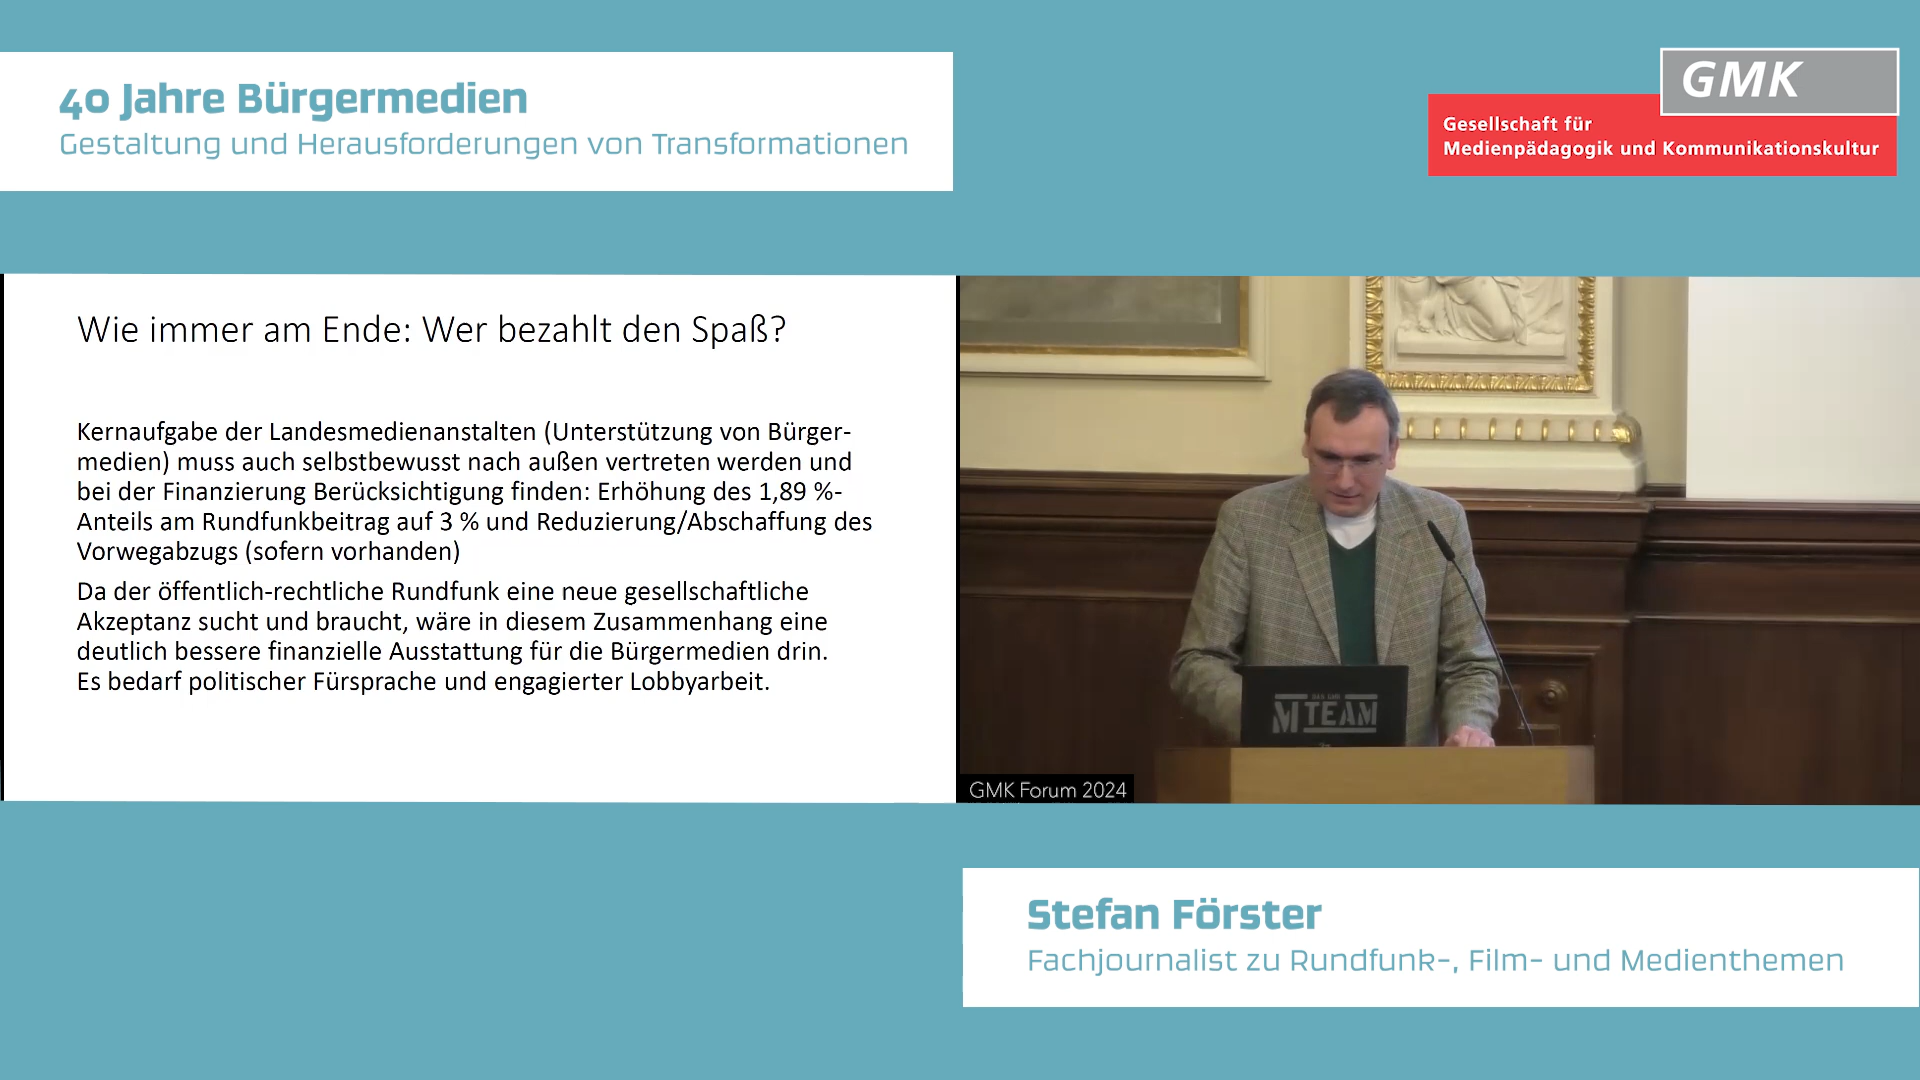 40 Jahre Bürgermedien
Gestaltung und Herausforderungen von Transformationen
GMK
Gesellschaft für
Medienpädagogik und Kommunikationskultur
Wie immer am Ende: Wer bezahlt den Spaß?
Kernaufgabe der Landesmedienanstalten (Unterstützung von Bürger-
medien) muss auch selbstbewusst nach außen vertreten werden und
bei der Finanzierung Berücksichtigung finden: Erhöhung des 1,89 %-
Anteils am Rundfunkbeitrag auf 3 % und Reduzierung/Abschaffung des
Vorwegabzugs (sofern vorhanden)
Da der öffentlich-rechtliche Rundfunk eine neue gesellschaftliche
Akzeptanz sucht und braucht, wäre in diesem Zusammenhang eine
deutlich bessere finanzielle Ausstattung für die Bürgermedien drin.
Es bedarf politischer Fürsprache und engagierter Lobbyarbeit.
M TEAM
GMK Forum 2024
Stefan Förster
Fachjournalist zu Rundfunk-, Film- und Medienthemen